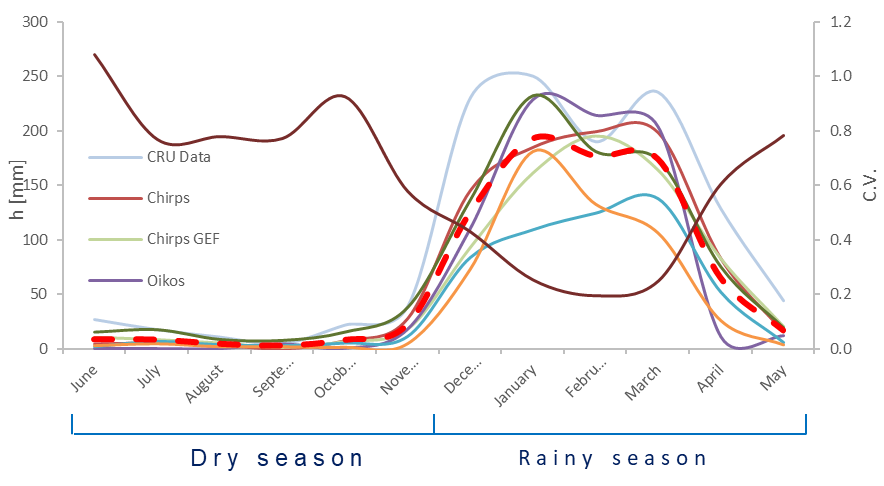 300
250
200
150
100
50
0
h [mm]
CRU Data
Chirps
Chirps GEF
Oikos
1.2
1.0
0.8
0.6
0.4
0.2
0.0
C.V.
June
July
August
Septe...
Octob...
Nove...
Dece...
January
Febru...
March
April
May
Dry season
Rainy season